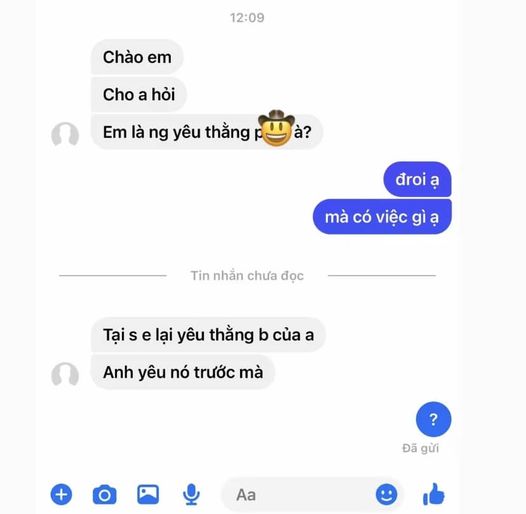 12:09
Chào em
Cho a hỏi
Em là ng yêu thằng à?
đroi ạ
mà có việc gì ạ
Tin nhắn chưa đọc
Tại s e lại yêu thằng b của a
Anh yêu nó trước mà
?
Đã gửi
Aa